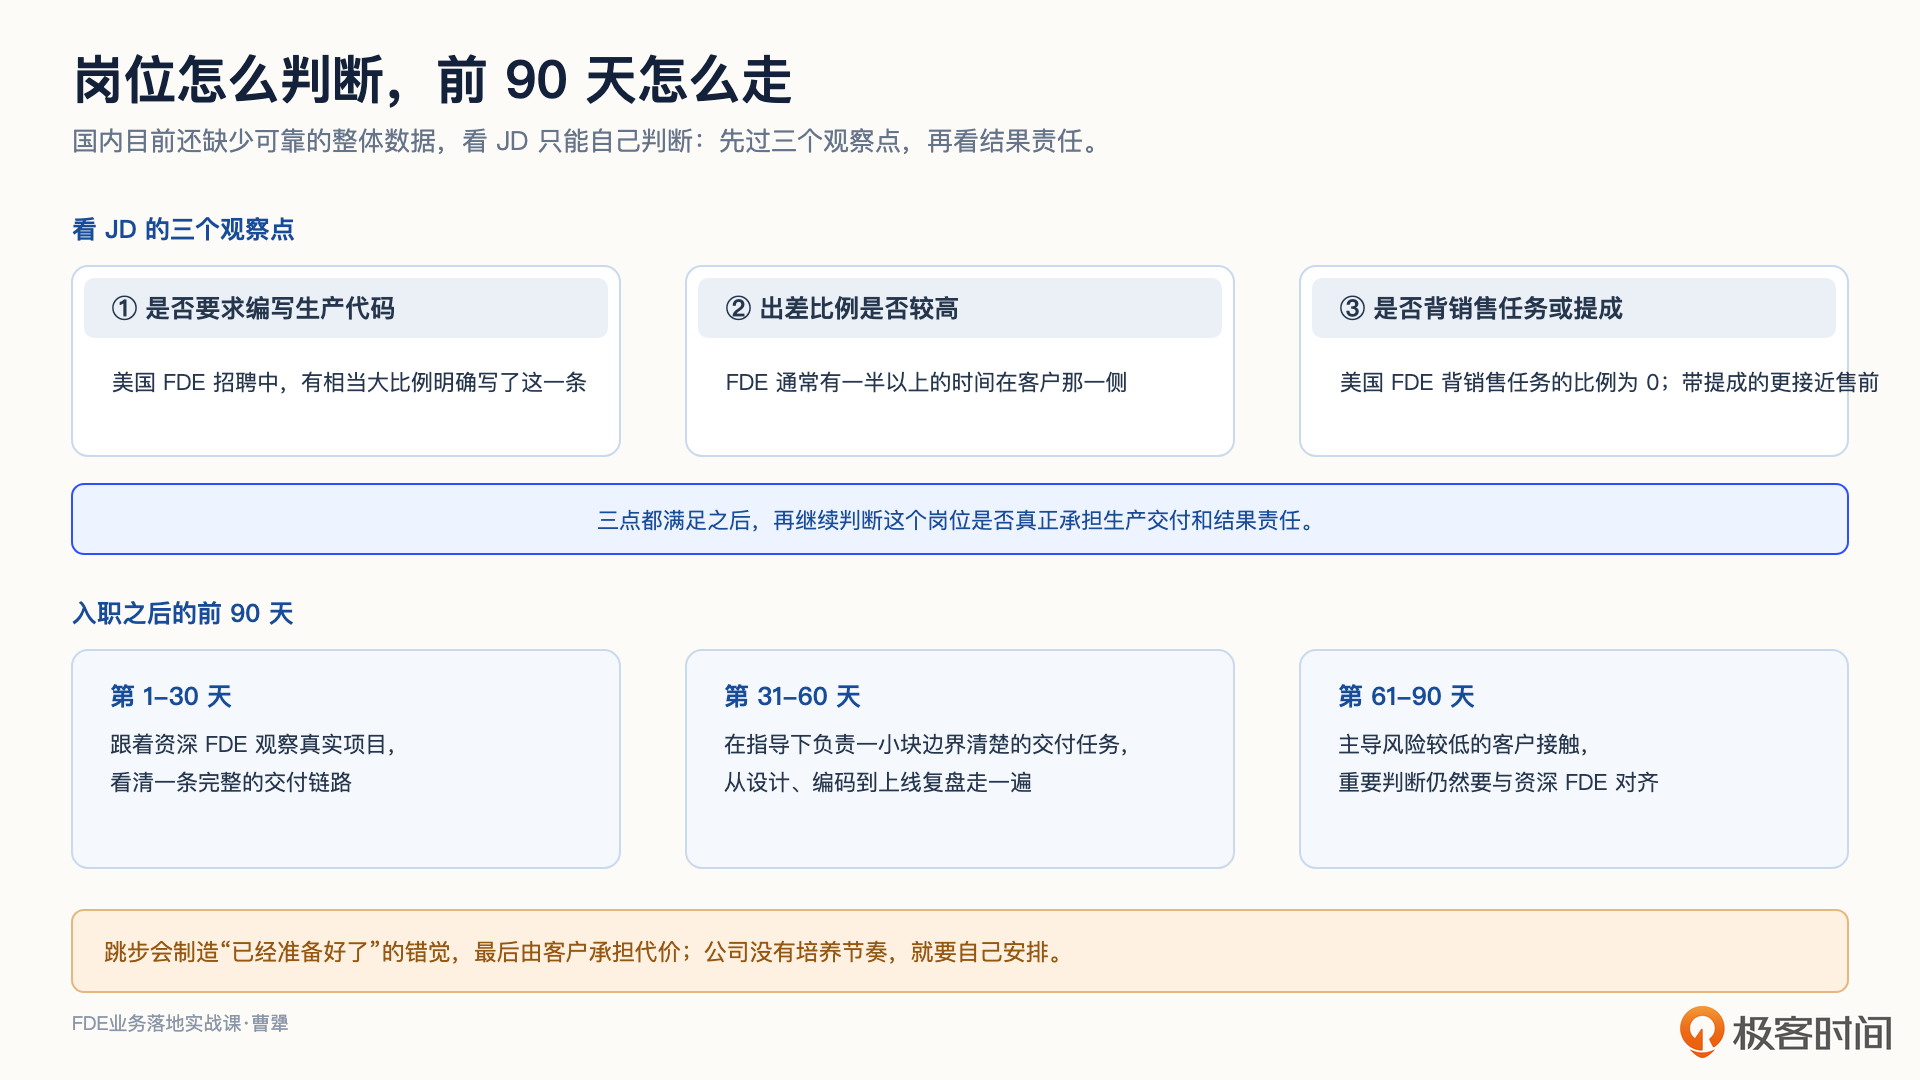 岗位怎么判断，前 90 天怎么走
国内目前还缺少可靠的整体数据，看 JD 只能自己判断：先过三个观察点，再看结果责任。
看 JD 的三个观察点
① 是否要求编写生产代码
美国 FDE 招聘中，有相当大比例明确写了这一条
② 出差比例是否较高
FDE 通常有一半以上的时间在客户那一侧
③ 是否背销售任务或提成
美国 FDE 背销售任务的比例为 0；带提成的更接近售前
三点都满足之后，再继续判断这个岗位是否真正承担生产交付和结果责任。
入职之后的前 90 天
第 1–30 天
跟着资深 FDE 观察真实项目，
看清一条完整的交付链路
第 31–60 天
在指导下负责一小块边界清楚的交付任务，
从设计、编码到上线复盘走一遍
第 61–90 天
主导风险较低的客户接触，
重要判断仍然要与资深 FDE 对齐
跳步会制造“已经准备好了”的错觉，最后由客户承担代价；公司没有培养节奏，就要自己安排。
FDE业务落地实战课·曹犟
极客时间